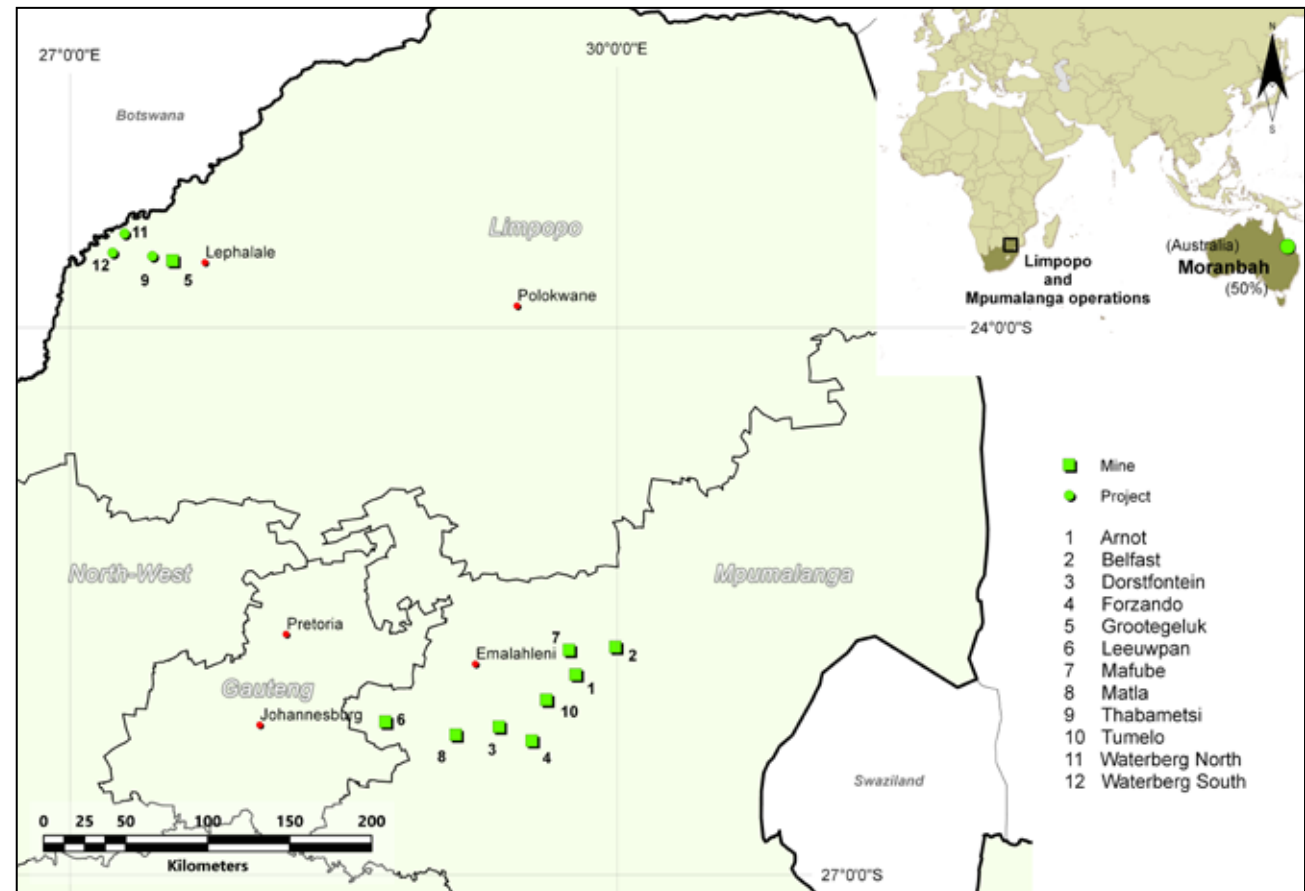 27°0'0"E
30°0'0"E
Botswana
N
S
Limpopo
11
12
9
5
Lephalale
Polokwane
(Australia)
Moranbah
(50%)
Limpopo
and
Mpumalanga operations
24°0'0"S
North-West
Mpumalanga
Pretoria
Emalahleni
7
2
1
Gauteng
Johannesburg
6
10
8
3
4
Swaziland
Mine
Project
1 Arnot
2 Belfast
3 Dorstfontein
4 Forzando
5 Grootegeluk
6 Leeuwpan
7 Mafube
8 Matla
9 Thabametsi
10 Tumelo
11 Waterberg North
12 Waterberg South
0 25 50 100 150 200
Kilometers
27°0'0"S